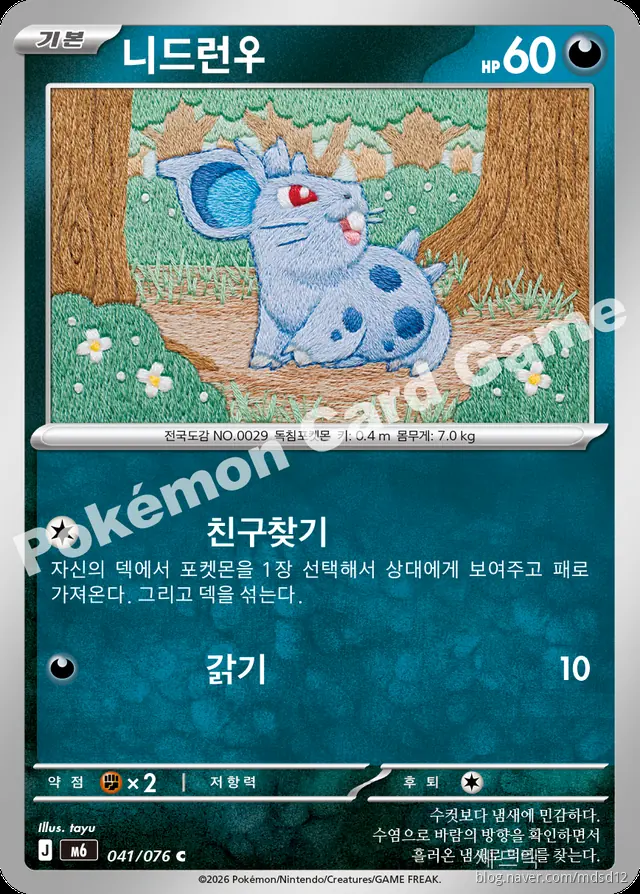 기본
니드런우
HP 60
전국도감 NO.0029 독침포켓몬 키: 0.4 m 몸무게: 7.0 kg
Pokémon Card Game
친구찾기
자신의 덱에서 포켓몬을 1장 선택해서 상대에게 보여주고 패로
가져온다. 그리고 덱을 섞는다.
갉기 10
약점 ×2 저항력 후퇴
수컷보다 냄새에 민감하다.
수염으로 바람의 방향을 확인하면서
흘러온 냄새로 먹이를 찾는다.
Illus. tayu
J M6 041/076 C
©2026 Pokémon/Nintendo/Creatures/GAME FREAK.
blog.naver.com/mdsd12